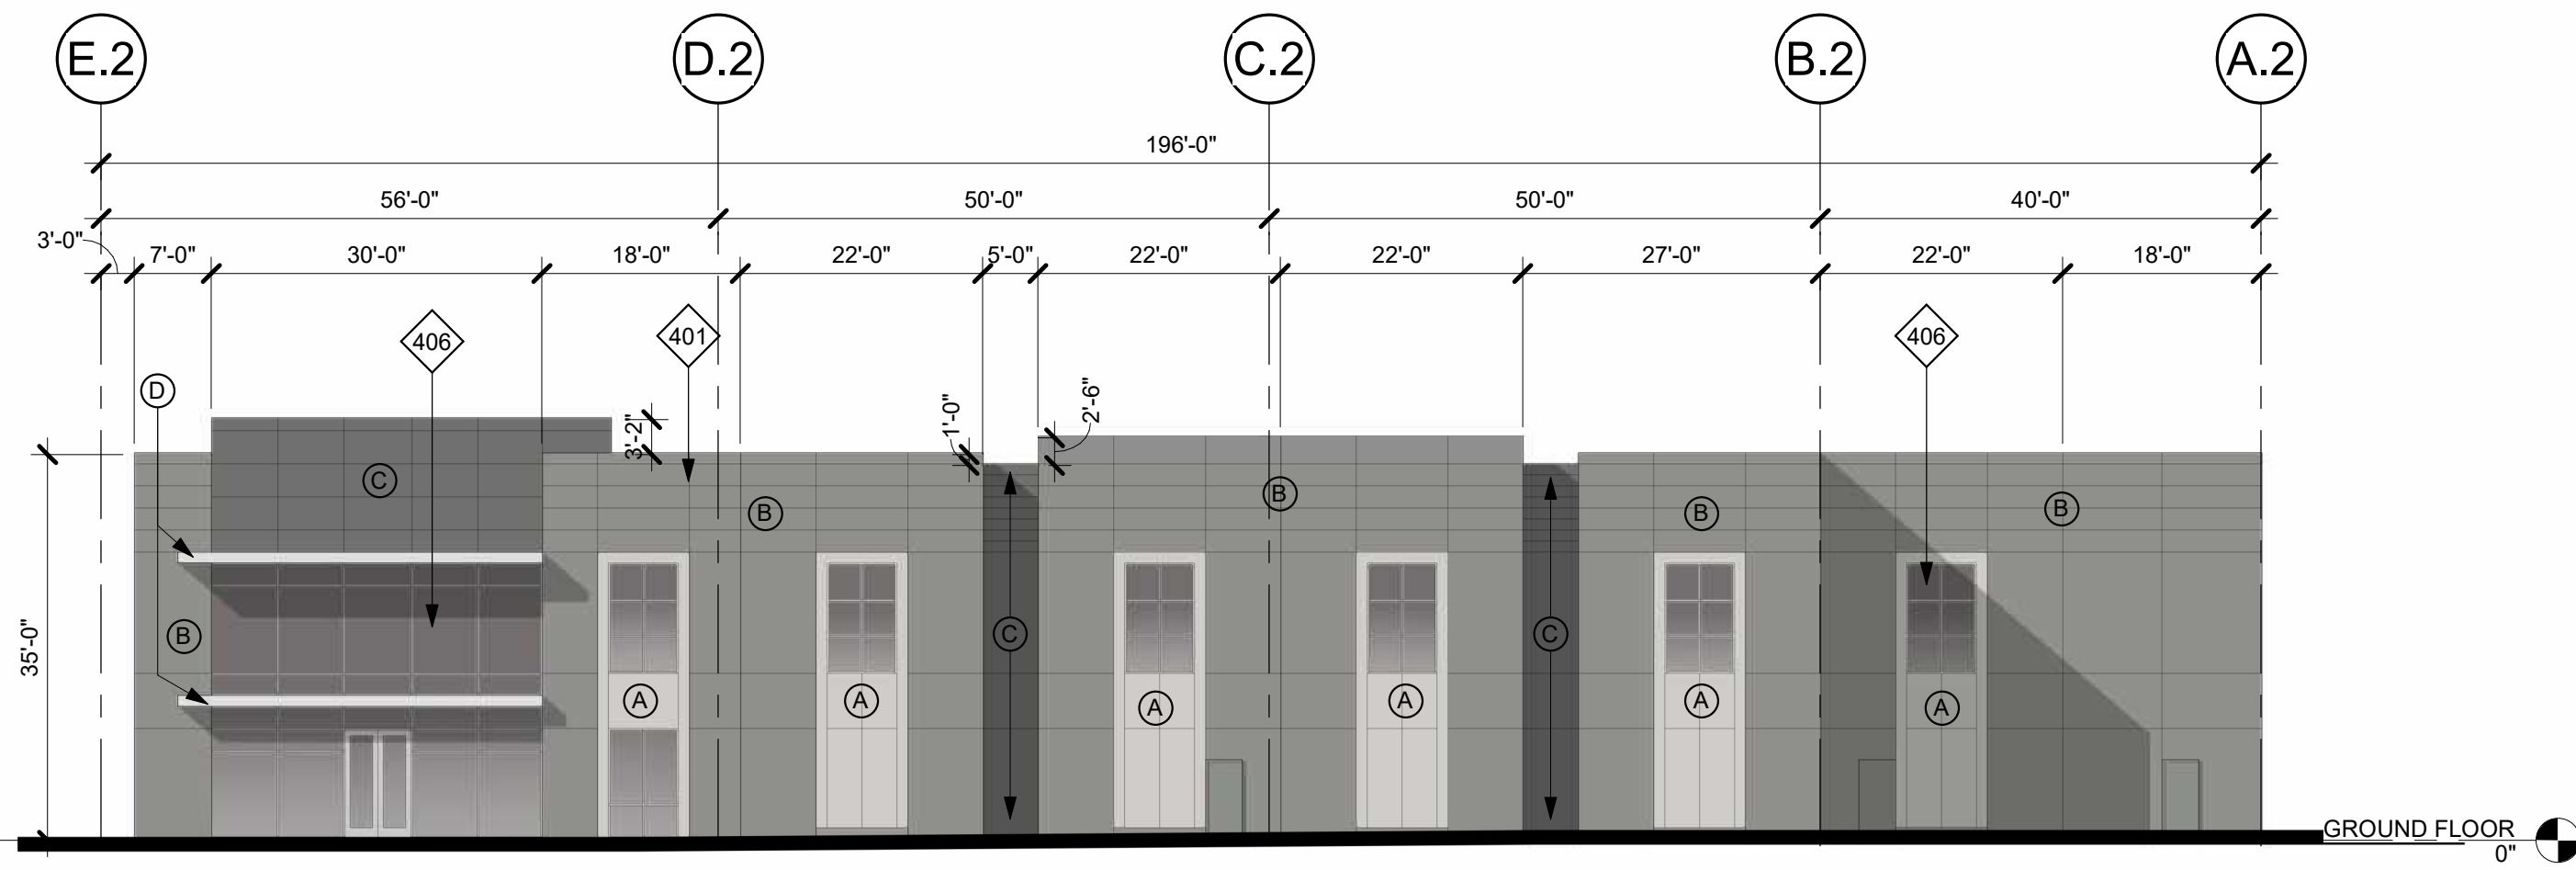 E.2 D.2 C.2 B.2 A.2
196'-0"
56'-0" 50'-0" 50'-0" 40'-0"
3'-0" 7'-0" 30'-0" 18'-0" 22'-0" 5'-0" 22'-0" 22'-0" 27'-0" 22'-0" 18'-0"
406 401 406
D 3'-2" 1'-0" 2'-6"
C B B B B
35'-0" B C C
A A A A A A
GROUND FLOOR
0"